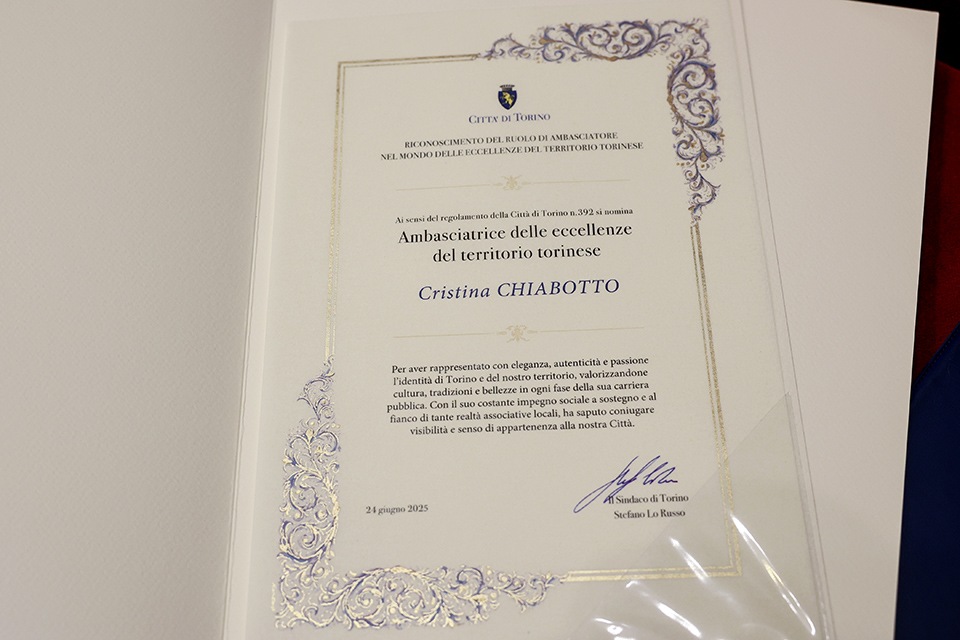 CITTA' DI TORINO
RICONOSCIMENTO DEL RUOLO DI AMBASCIATORE
NEL MONDO DELLE ECCELLENZE DEL TERRITORIO TORINESE
Ai sensi del regolamento della Città di Torino n.392 si nomina
Ambasciatrice delle eccellenze
del territorio torinese
Cristina CHIABOTTO
Per aver rappresentato con eleganza, autenticità e passione
l'identità di Torino e del nostro territorio, valorizzandone
cultura, tradizioni e bellezze in ogni fase della sua carriera
pubblica. Con il suo costante impegno sociale a sostegno e al
fianco di tante realtà associative locali, ha saputo coniugare
visibilità e senso di appartenenza alla nostra Città.
24 giugno 2025
Il Sindaco di Torino
Stefano Lo Russo